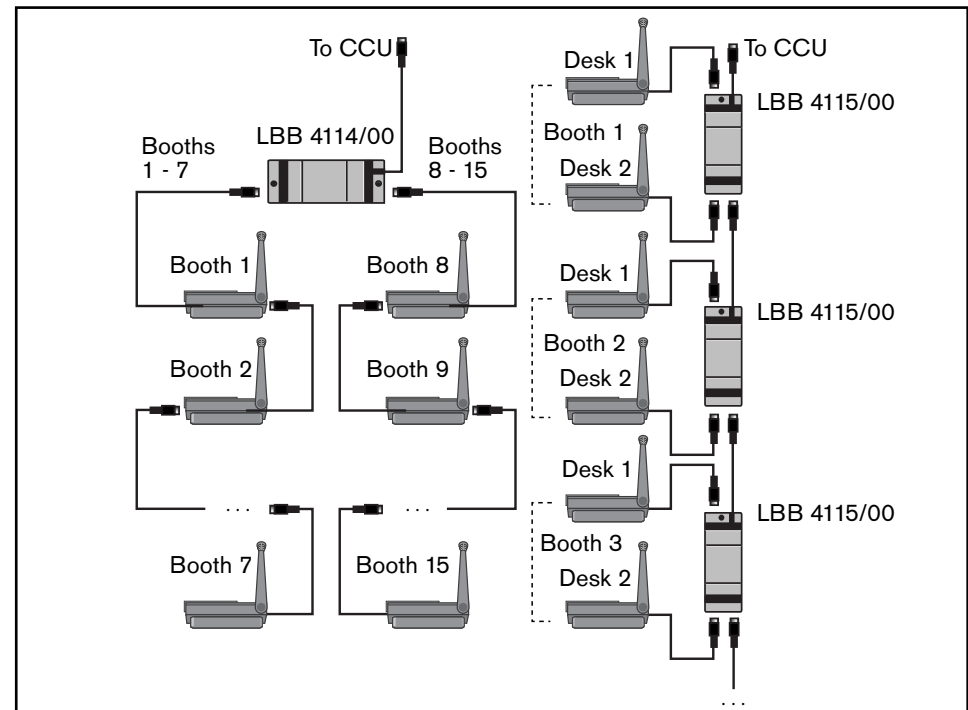 To CCU
LBB 4114/00
Booths
1 - 7
Booths
8 - 15
Booth 1
Booth 8
Booth 2
Booth 9
. . .
. . .
Booth 7
Booth 15
Desk 1
To CCU
LBB 4115/00
Booth 1
Desk 2
Desk 1
LBB 4115/00
Booth 2
Desk 2
Desk 1
LBB 4115/00
Booth 3
Desk 2
. . .